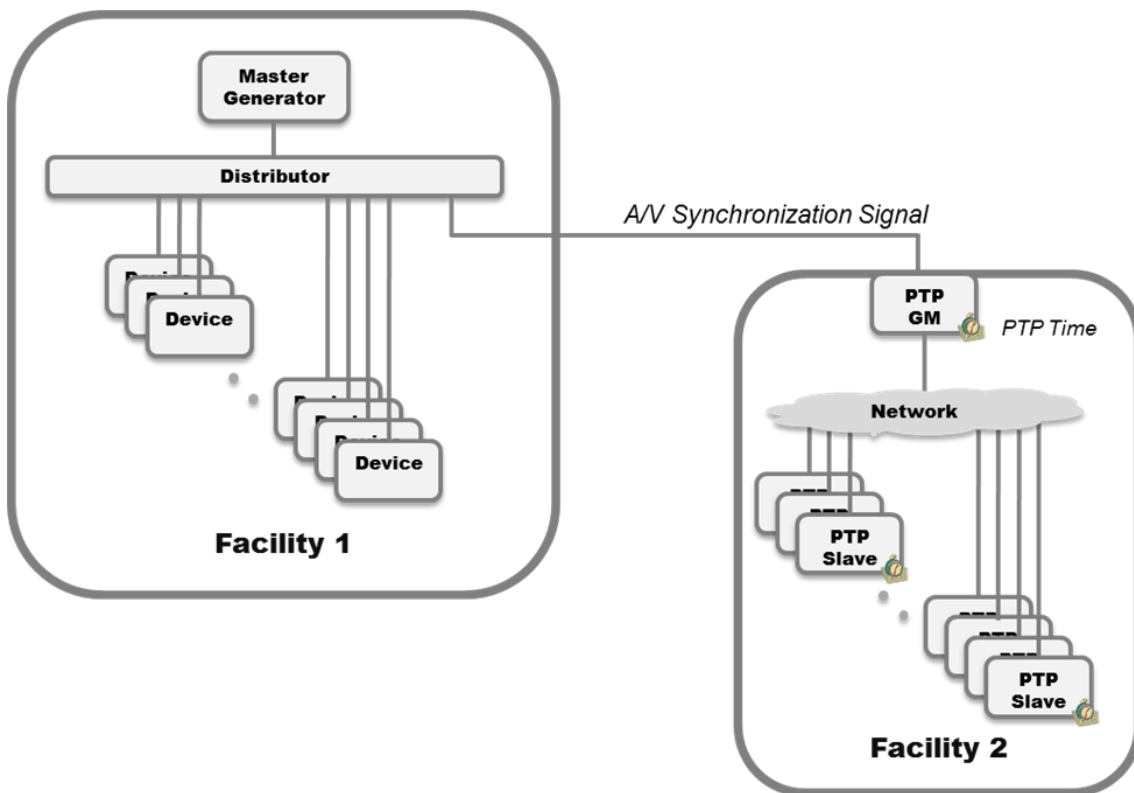 Master
Generator
Distributor
A/V Synchronization Signal
Device
Device
Facility 1
PTP
GM
PTP Time
Network
PTP
Slave
PTP
Slave
Facility 2